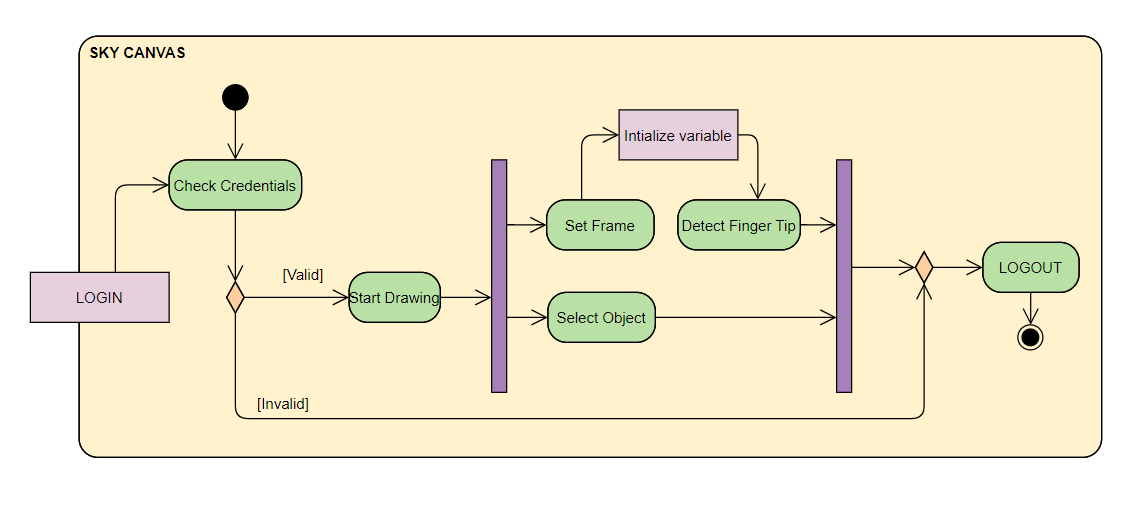 SKY CANVAS
Intialize variable
Check Credentials
Set Frame
Detect Finger Tip
[Valid]
LOGIN
Start Drawing
LOGOUT
Select Object
[Invalid]